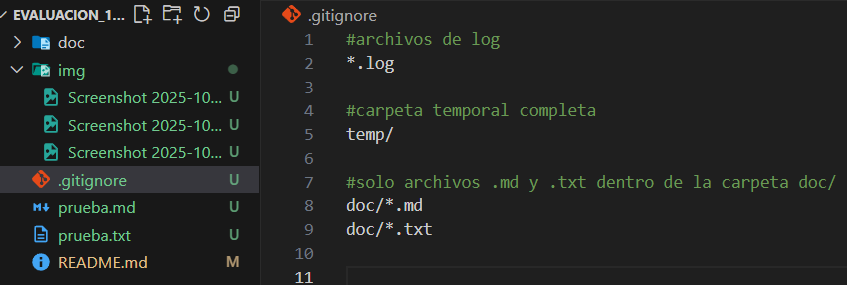 EVALUACION_1...
doc
img
Screenshot 2025-10... U
Screenshot 2025-10... U
Screenshot 2025-10... U
.gitignore U
prueba.md U
prueba.txt U
README.md M
.gitignore
1 #archivos de log
2 *.log
3
4 #carpeta temporal completa
5 temp/
6
7 #solo archivos .md y .txt dentro de la carpeta doc/
8 doc/*.md
9 doc/*.txt
10
11